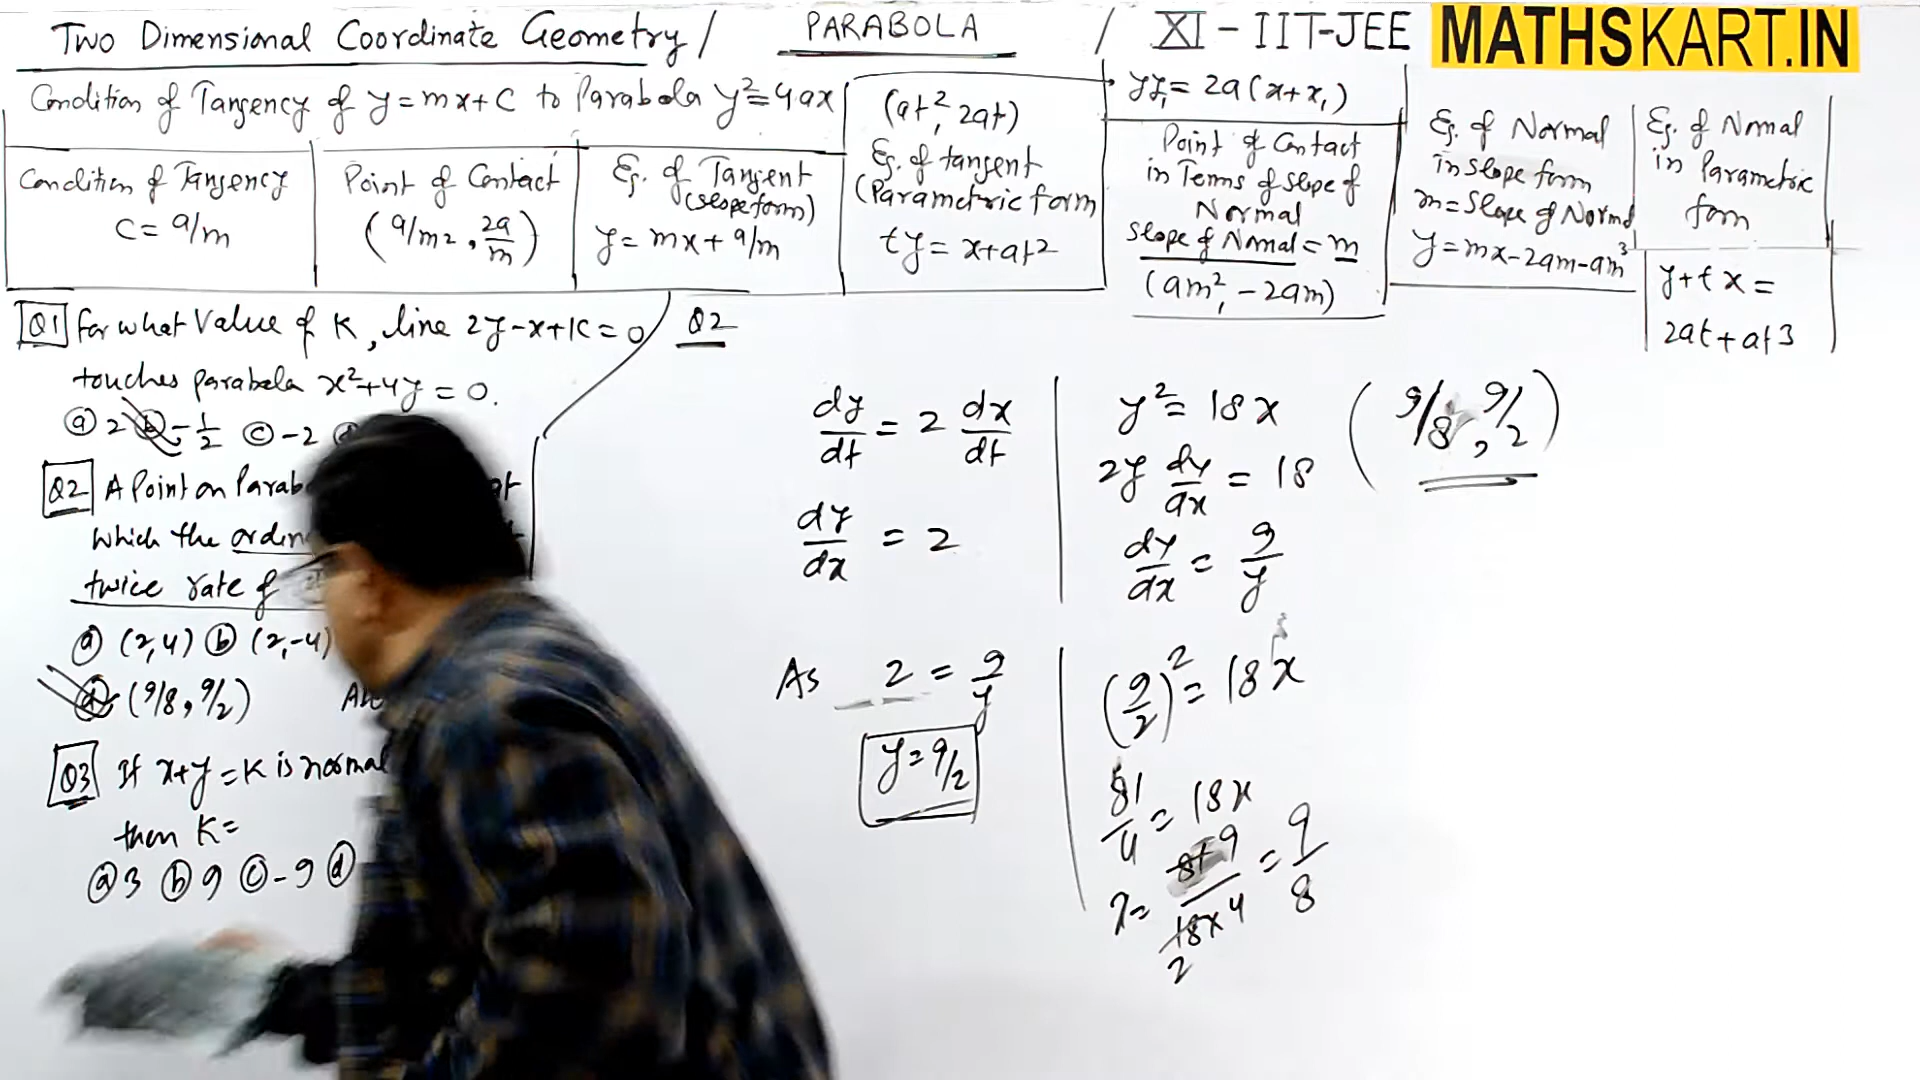 Two Dimensional Coordinate Geometry / PARABOLA / XI - IIT-JEE MATHSKART.IN
Condition of Tangency of y = mx + c to Parabola y² = 4ax
Condition of Tangency
c = a/m
Point of Contact
(a/m², 2a/m)
Eq. of Tangent
(slope form)
y = mx + a/m
(at², 2at)
Eq. of tangent
(Parametric form
ty = x + at²
yy₁ = 2a(x + x₁)
Point of Contact
in Terms of slope of
Normal
slope of Normal = m
(am², -2am)
Eq. of Normal
in slope form
m = slope of Normal
y = mx - 2am - am³
Eq. of Normal
in Parametric
form
y + tx =
2at + at³
Q1 For what Value of K, line 2y - x + K = 0
touches parabola x² + 4y = 0.
(a) 2 (b) -1/2 (c) -2
Q2 A Point on
which the
twice rate of
(a) (2,4) (b) (2,-4)
(d) (9/8, 9/2)
Q3 If x + y = K is normal
then K =
(a) 3 (b) 9 (c) -9 (d)
Q2
dy/dt = 2 dx/dt
dy/dx = 2
y² = 18x
2y dy/dx = 18
dy/dx = 9/y
(9/8, 9/2)
As 2 = 9/y
y = 9/2
(9/2)² = 18x
81/4 = 18x
x = 81 9/18x4 2 = 9/8